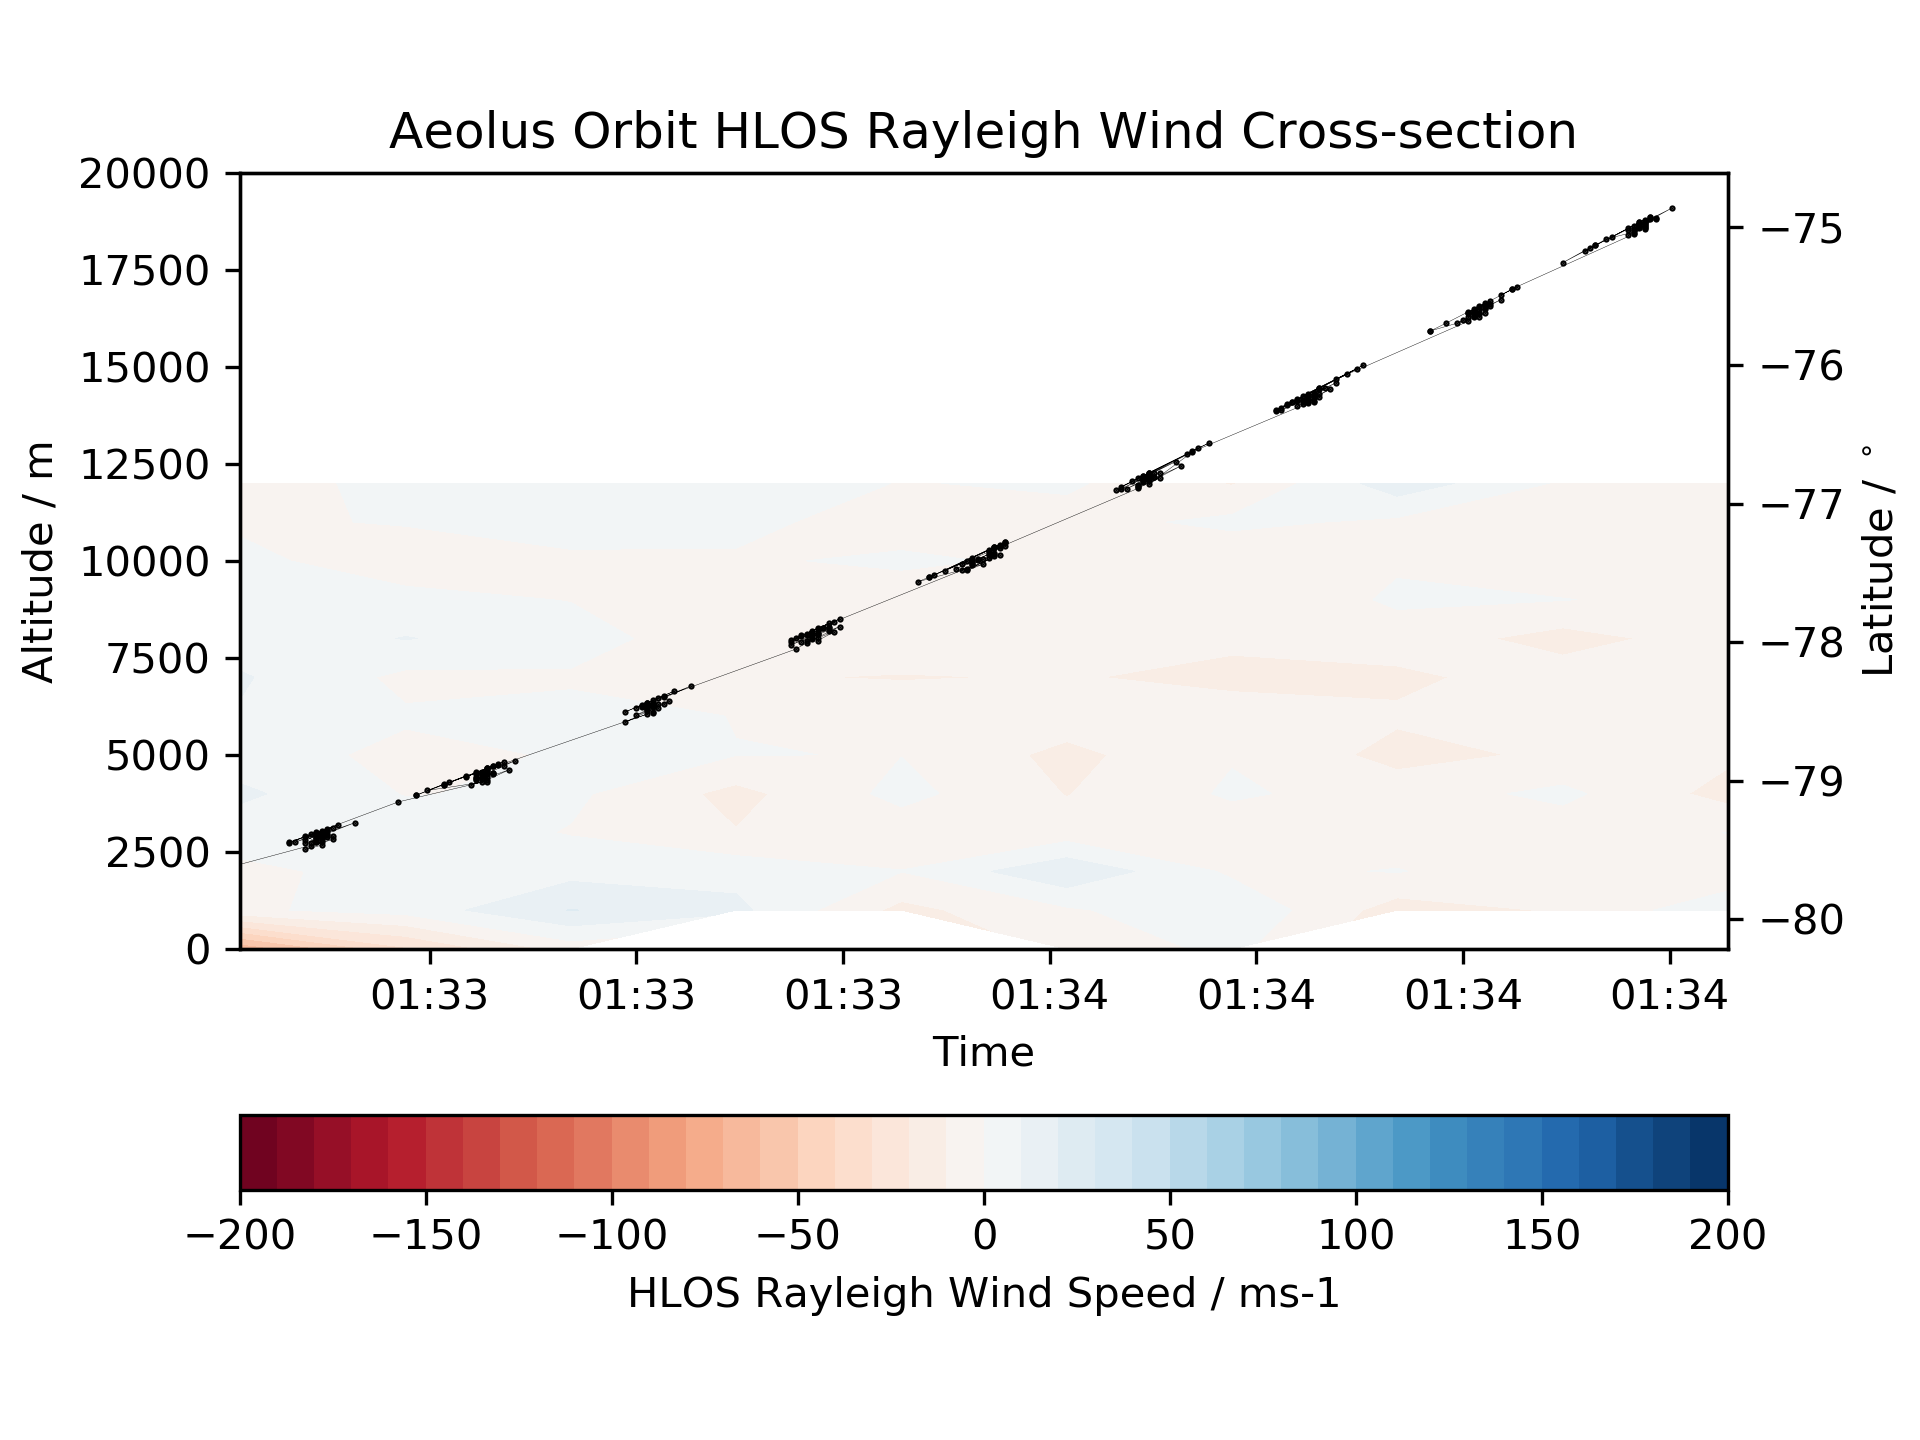 Aeolus Orbit HLOS Rayleigh Wind Cross-section
20000
17500
15000
12500
10000
7500
5000
2500
0
Altitude / m
−75
−76
−77
−78
−79
−80
Latitude / °
01:33 01:33 01:33 01:34 01:34 01:34 01:34
Time
−200 −150 −100 −50 0 50 100 150 200
HLOS Rayleigh Wind Speed / ms-1